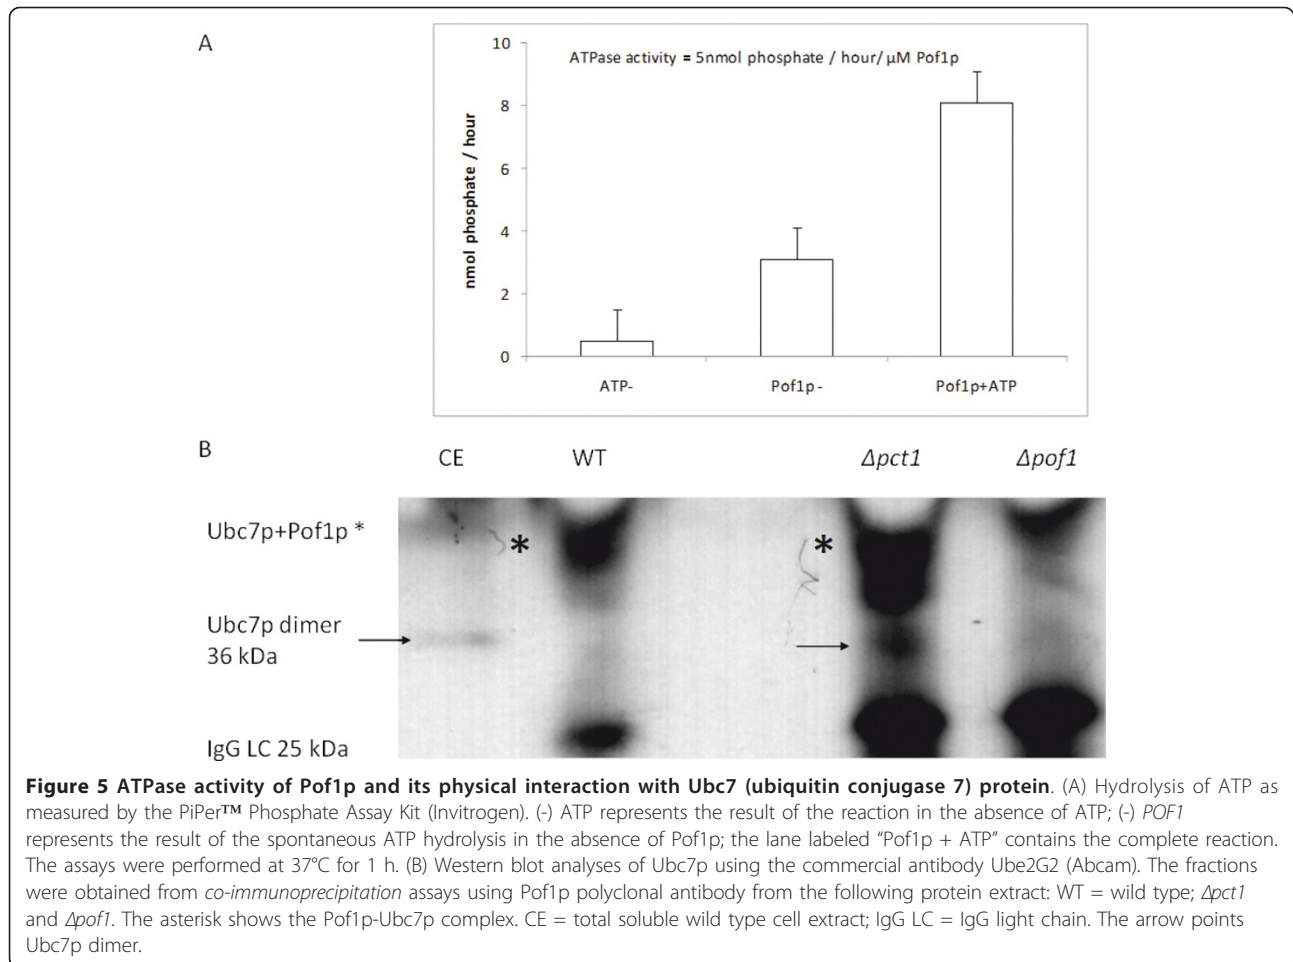 A
10
ATPase activity = 5nmol phosphate / hour/ µM Pof1p
8
6
4
2
0
nmol phosphate / hour
ATP-
Pof1p -
Pof1p+ATP
B
CE
WT
Δpct1
Δpof1
Ubc7p+Pof1p *
*
*
Ubc7p dimer
36 kDa
IgG LC 25 kDa
Figure 5 ATPase activity of Pof1p and its physical interaction with Ubc7 (ubiquitin conjugase 7) protein. (A) Hydrolysis of ATP as
measured by the PiPer™ Phosphate Assay Kit (Invitrogen). (-) ATP represents the result of the reaction in the absence of ATP; (-) POF1
represents the result of the spontaneous ATP hydrolysis in the absence of Pof1p; the lane labeled "Pof1p + ATP" contains the complete reaction.
The assays were performed at 37°C for 1 h. (B) Western blot analyses of Ubc7p using the commercial antibody Ube2G2 (Abcam). The fractions
were obtained from co-immunoprecipitation assays using Pof1p polyclonal antibody from the following protein extract: WT = wild type; Δpct1
and Δpof1. The asterisk shows the Pof1p-Ubc7p complex. CE = total soluble wild type cell extract; IgG LC = IgG light chain. The arrow points
Ubc7p dimer.